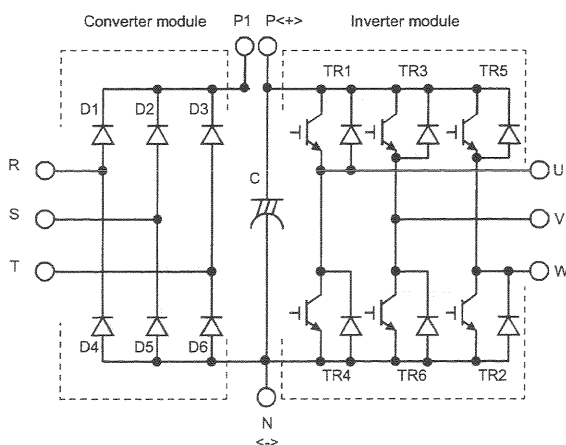 Converter module
P1
P<+>
Inverter module
TR1
TR3
TR5
D1
D2
D3
R
U
C
S
V
T
W
D4
D5
D6
TR4
TR6
TR2
N
<->